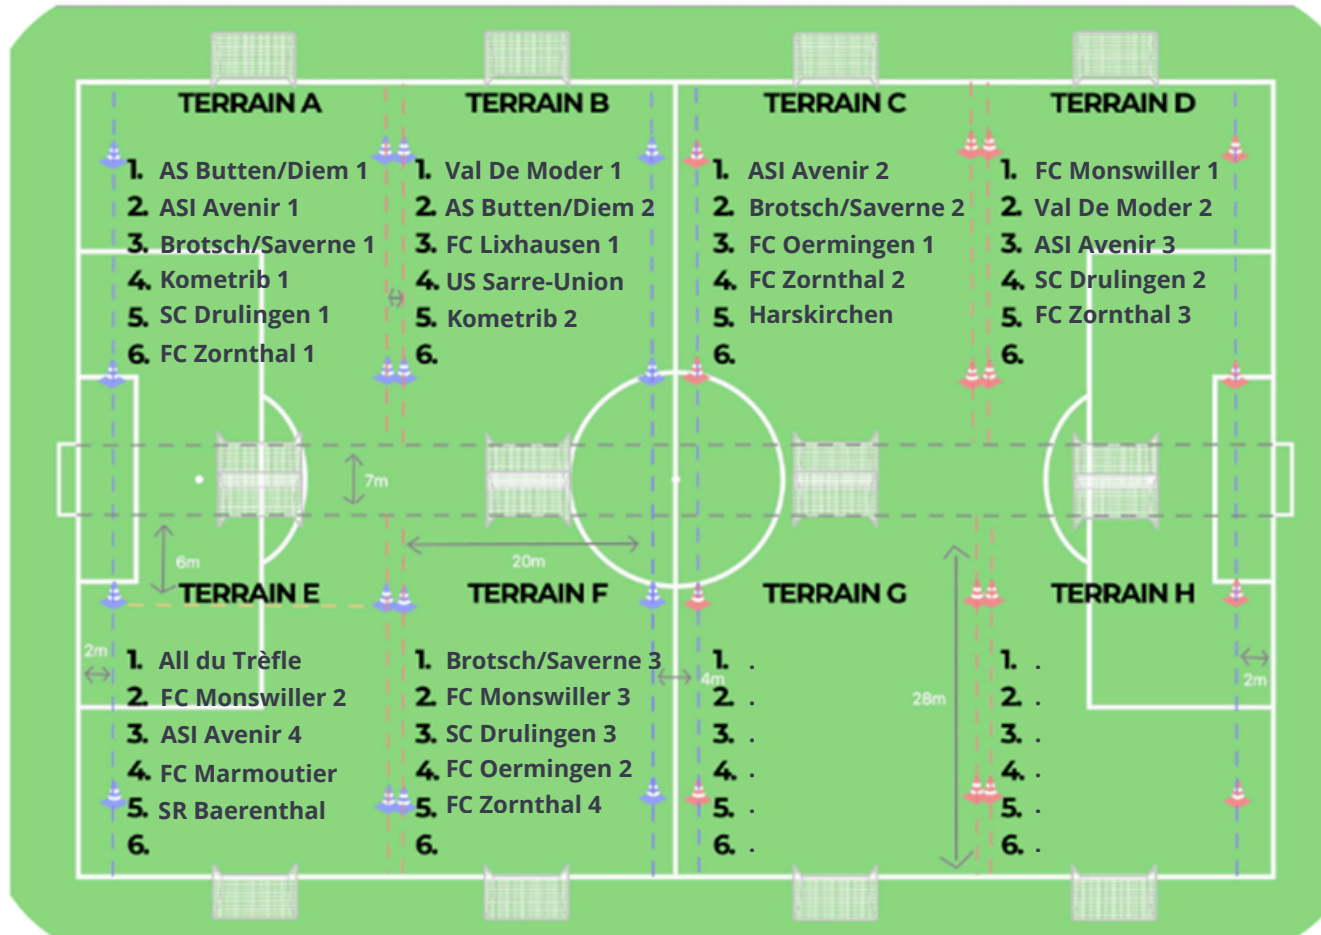 TERRAIN A
1. AS Butten/Diem 1
2. ASI Avenir 1
3. Brotsch/Saverne 1
4. Kometrib 1
5. SC Drulingen 1
6. FC Zornthal 1
TERRAIN B
1. Val De Moder 1
2. AS Butten/Diem 2
3. FC Lixhausen 1
4. US Sarre-Union
5. Kometrib 2
6.
TERRAIN C
1. ASI Avenir 2
2. Brotsch/Saverne 2
3. FC Oermingen 1
4. FC Zornthal 2
5. Harskirchen
6.
TERRAIN D
1. FC Monswiller 1
2. Val De Moder 2
3. ASI Avenir 3
4. SC Drulingen 2
5. FC Zornthal 3
6.
7m
6m
20m
TERRAIN E
2m
1. All du Trèfle
2. FC Monswiller 2
3. ASI Avenir 4
4. FC Marmoutier
5. SR Baerenthal
6.
TERRAIN F
1. Brotsch/Saverne 3
2. FC Monswiller 3
3. SC Drulingen 3
4. FC Oermingen 2
5. FC Zornthal 4
6.
4m
TERRAIN G
1. .
2. .
3. .
4. .
5. .
6. .
28m
TERRAIN H
1. .
2. .
3. .
4. .
5. .
6. .
2m